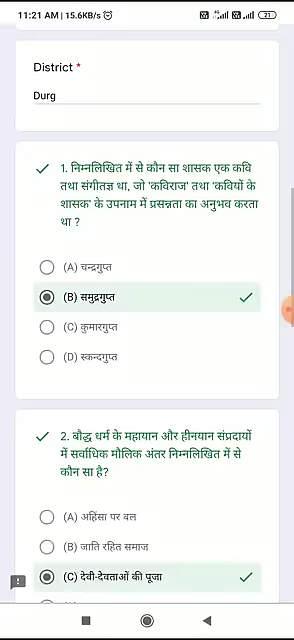 11:21 AM | 15.6KB/s
21
District *
Durg
1. निम्नलिखित में से कौन सा शासक एक कवि
तथा संगीतज्ञ था, जो 'कविराज' तथा 'कवियों के
शासक' के उपनाम में प्रसन्नता का अनुभव करता
था ?
(A) चन्द्रगुप्त
(B) समुद्रगुप्त
(C) कुमारगुप्त
(D) स्कन्दगुप्त
2. बौद्ध धर्म के महायान और हीनयान संप्रदायों
में सर्वाधिक मौलिक अंतर निम्नलिखित में से
कौन सा है?
(A) अहिंसा पर बल
(B) जाति रहित समाज
(C) देवी-देवताओं की पूजा